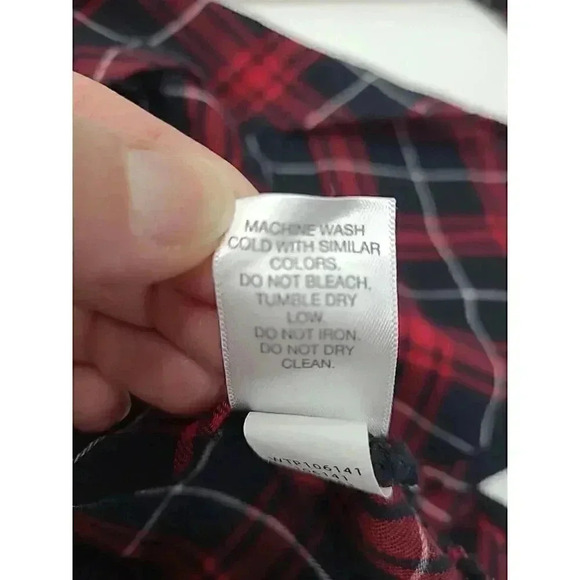 MACHINE WASH
COLD WITH SIMILAR
COLORS.
DO NOT BLEACH.
TUMBLE DRY
LOW.
DO NOT IRON.
DO NOT DRY
CLEAN.